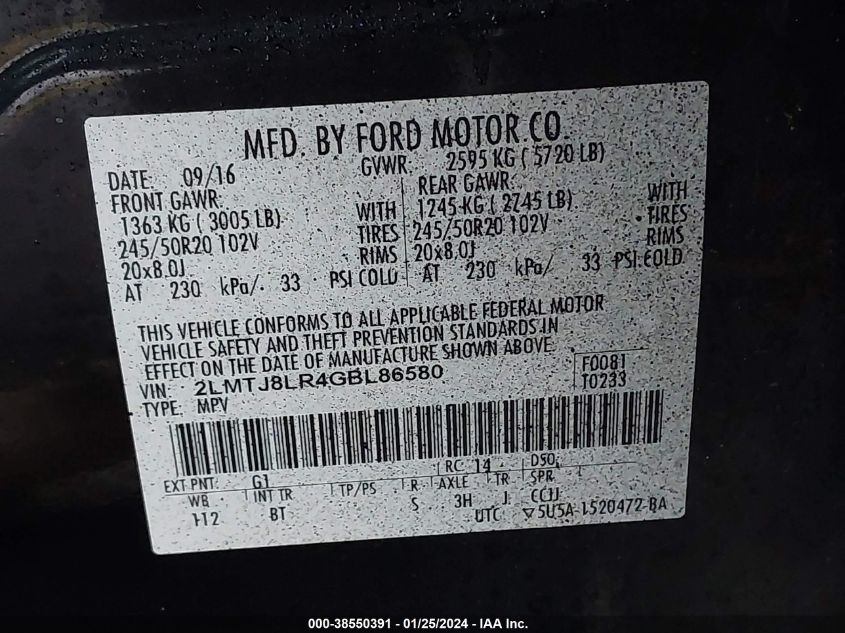 MFD. BY FORD MOTOR CO.
DATE: 09/16 GVWR: 2595 KG ( 5720 LB)
FRONT GAWR: REAR GAWR:
1363 KG ( 3005 LB) WITH 1245 KG ( 2745 LB) WITH
245/50R20 102V TIRES 245/50R20 102V TIRES
20x8.0J RIMS 20x8.0J RIMS
AT 230 kPa/ 33 PSI COLD AT 230 kPa/ 33 PSI COLD
THIS VEHICLE CONFORMS TO ALL APPLICABLE FEDERAL MOTOR
VEHICLE SAFETY AND THEFT PREVENTION STANDARDS IN
EFFECT ON THE DATE OF MANUFACTURE SHOWN ABOVE.
VIN: 2LMTJ8LR4GBL86580 F0081
TYPE: MPV T0233
EXT PNT: G1 RC: 14 DSO:
WB INT TR TP/PS R AXLE TR SPR
112 BT S 3H J CCJJ
UTC ▽5U5A-1520472-BA
000-38550391 - 01/25/2024 - IAA Inc.